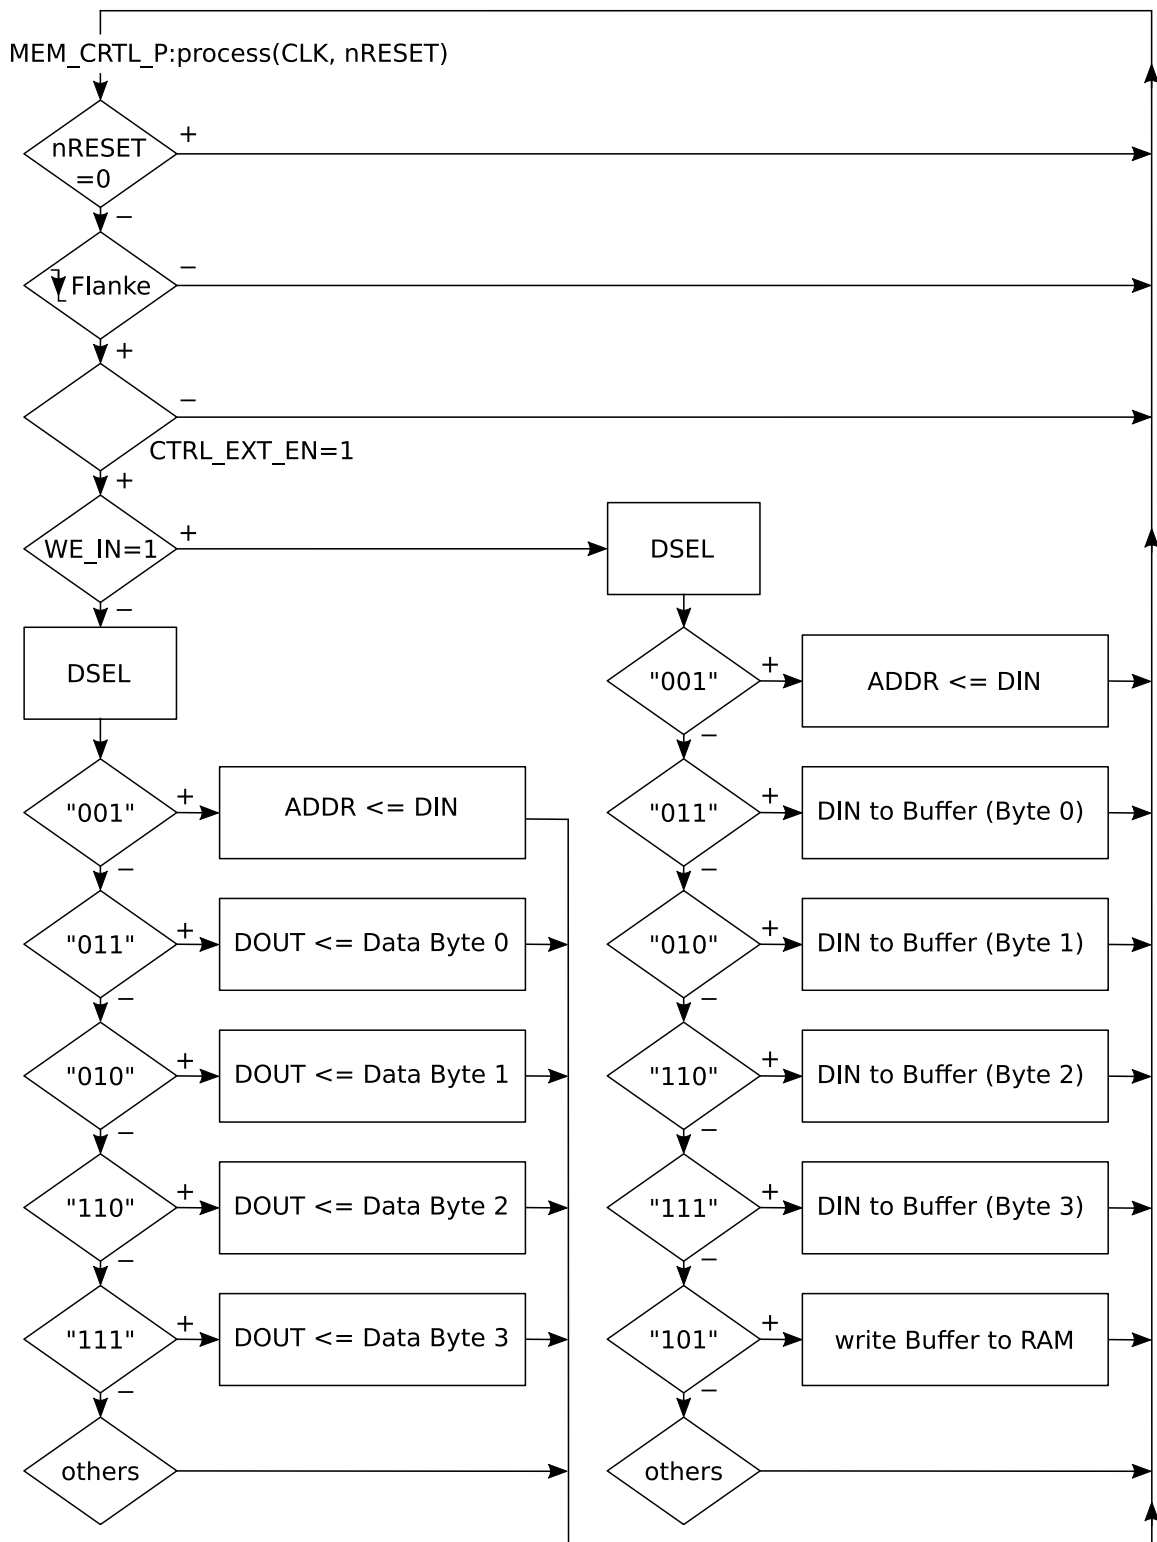 MEM_CRTL_P:process(CLK, nRESET)
nRESET
=0
+
−
Flanke
−
+
−
CTRL_EXT_EN=1
+
WE_IN=1
+
−
DSEL
DSEL
"001"
+
ADDR <= DIN
−
"001"
+
ADDR <= DIN
−
"011"
+
DIN to Buffer (Byte 0)
−
"011"
+
DOUT <= Data Byte 0
−
"010"
+
DIN to Buffer (Byte 1)
−
"010"
+
DOUT <= Data Byte 1
−
"110"
+
DIN to Buffer (Byte 2)
−
"110"
+
DOUT <= Data Byte 2
−
"111"
+
DIN to Buffer (Byte 3)
−
"111"
+
DOUT <= Data Byte 3
−
"101"
+
write Buffer to RAM
−
others
others